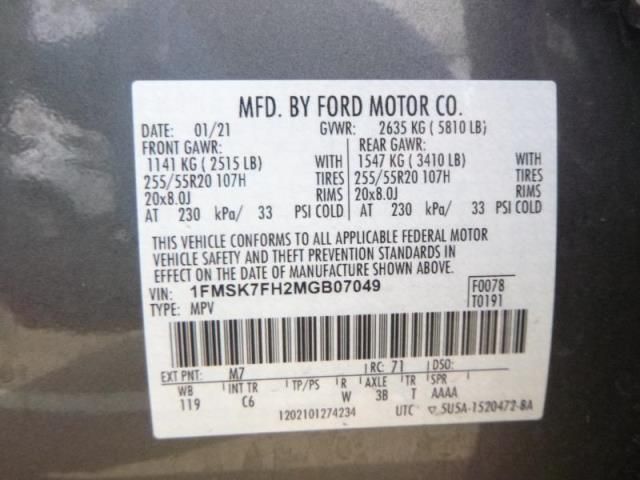 MFD. BY FORD MOTOR CO.
DATE: 01/21 GVWR: 2635 KG ( 5810 LB)
FRONT GAWR: REAR GAWR:
1141 KG ( 2515 LB) WITH 1547 KG ( 3410 LB) WITH
255/55R20 107H TIRES 255/55R20 107H TIRES
20x8.0J RIMS 20x8.0J RIMS
AT 230 kPa/ 33 PSI COLD AT 230 kPa/ 33 PSI COLD
THIS VEHICLE CONFORMS TO ALL APPLICABLE FEDERAL MOTOR
VEHICLE SAFETY AND THEFT PREVENTION STANDARDS IN
EFFECT ON THE DATE OF MANUFACTURE SHOWN ABOVE.
VIN: 1FMSK7FH2MGB07049 F0078
TYPE: MPV T0191
EXT PNT: M7 RC: 71 DSO:
WB INT TR TP/PS R AXLE TR SPR
119 C6 W 3B T AAAA
1202101274234 UTC ▽5U5A-1520472-BA